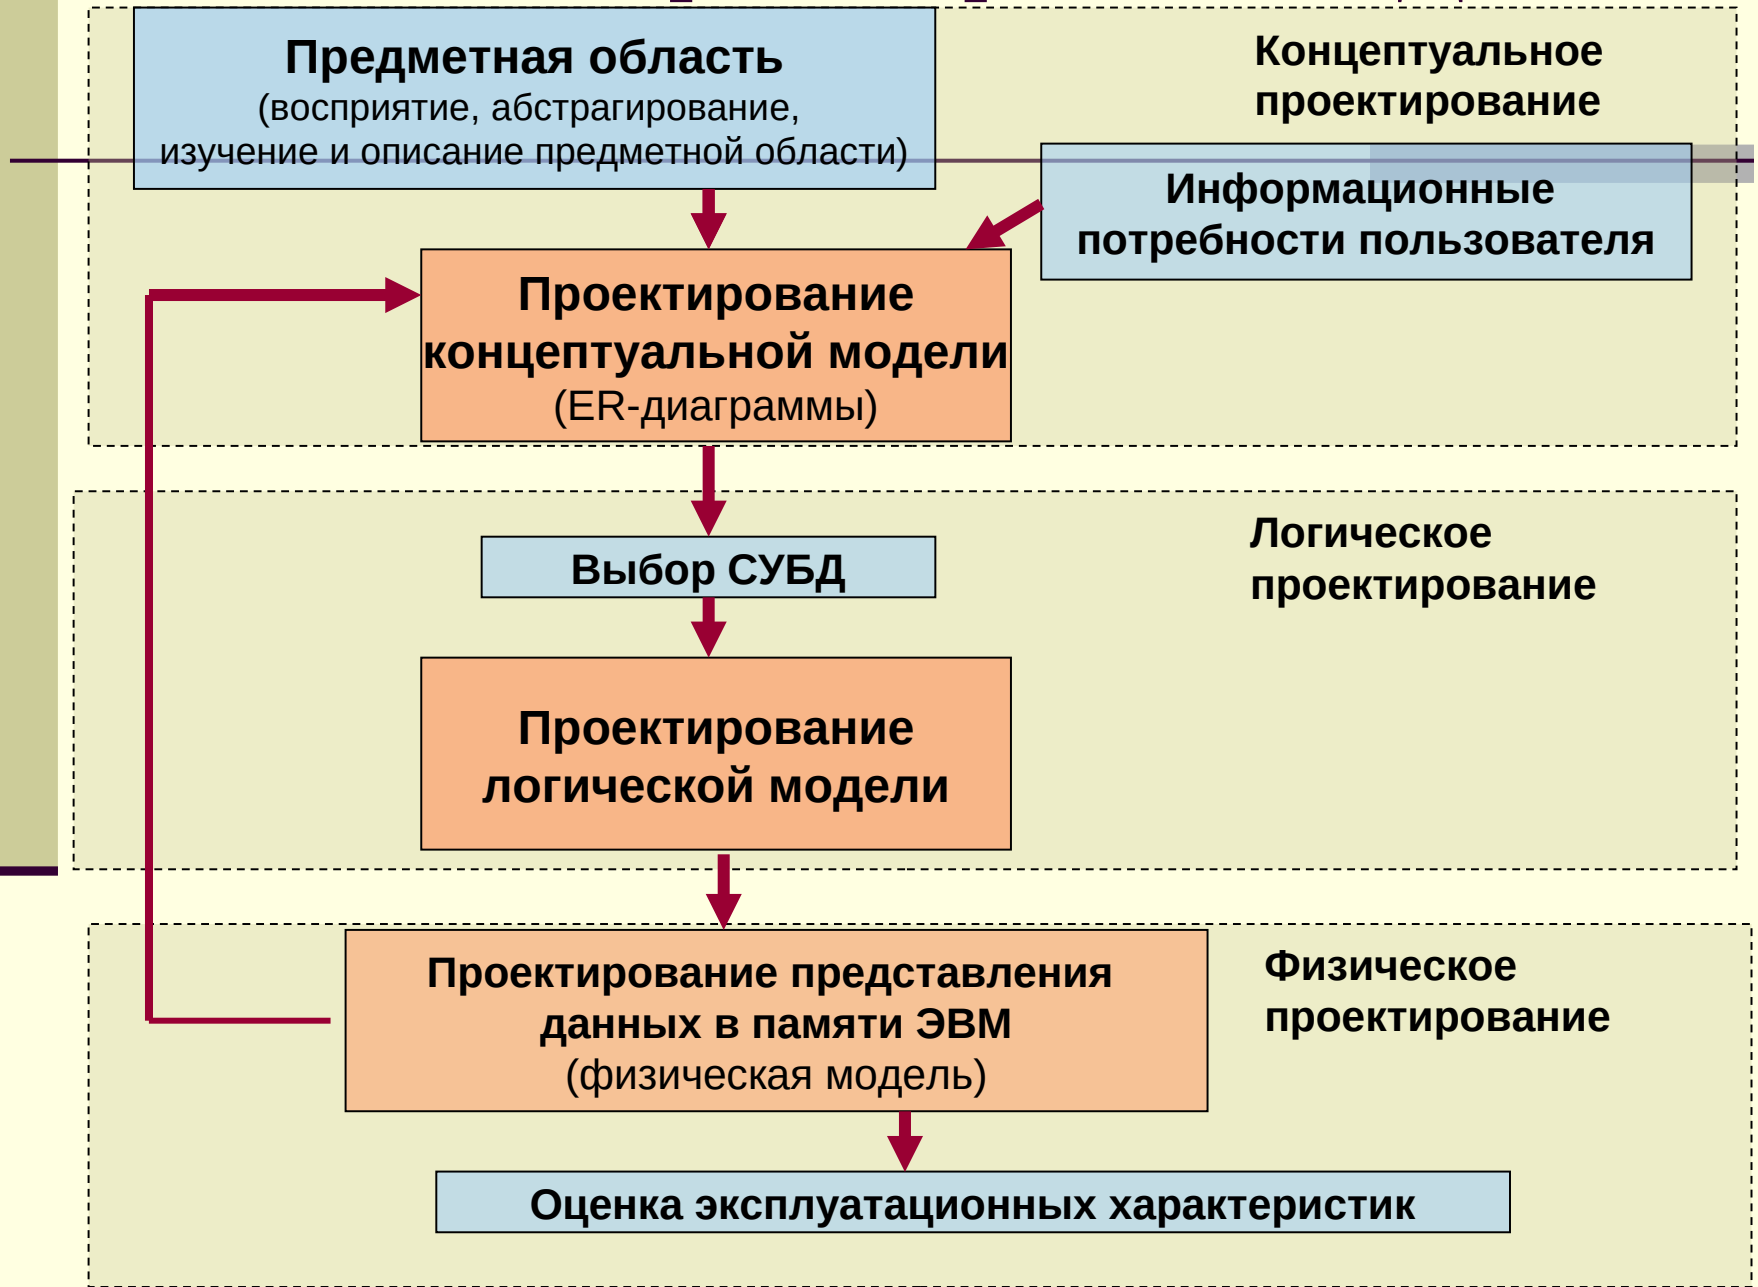 Предметная область
(восприятие, абстрагирование,
изучение и описание предметной области)
Концептуальное
проектирование
Информационные
потребности пользователя
Проектирование
концептуальной модели
(ER-диаграммы)
Логическое
проектирование
Выбор СУБД
Проектирование
логической модели
Физическое
проектирование
Проектирование представления
данных в памяти ЭВМ
(физическая модель)
Оценка эксплуатационных характеристик